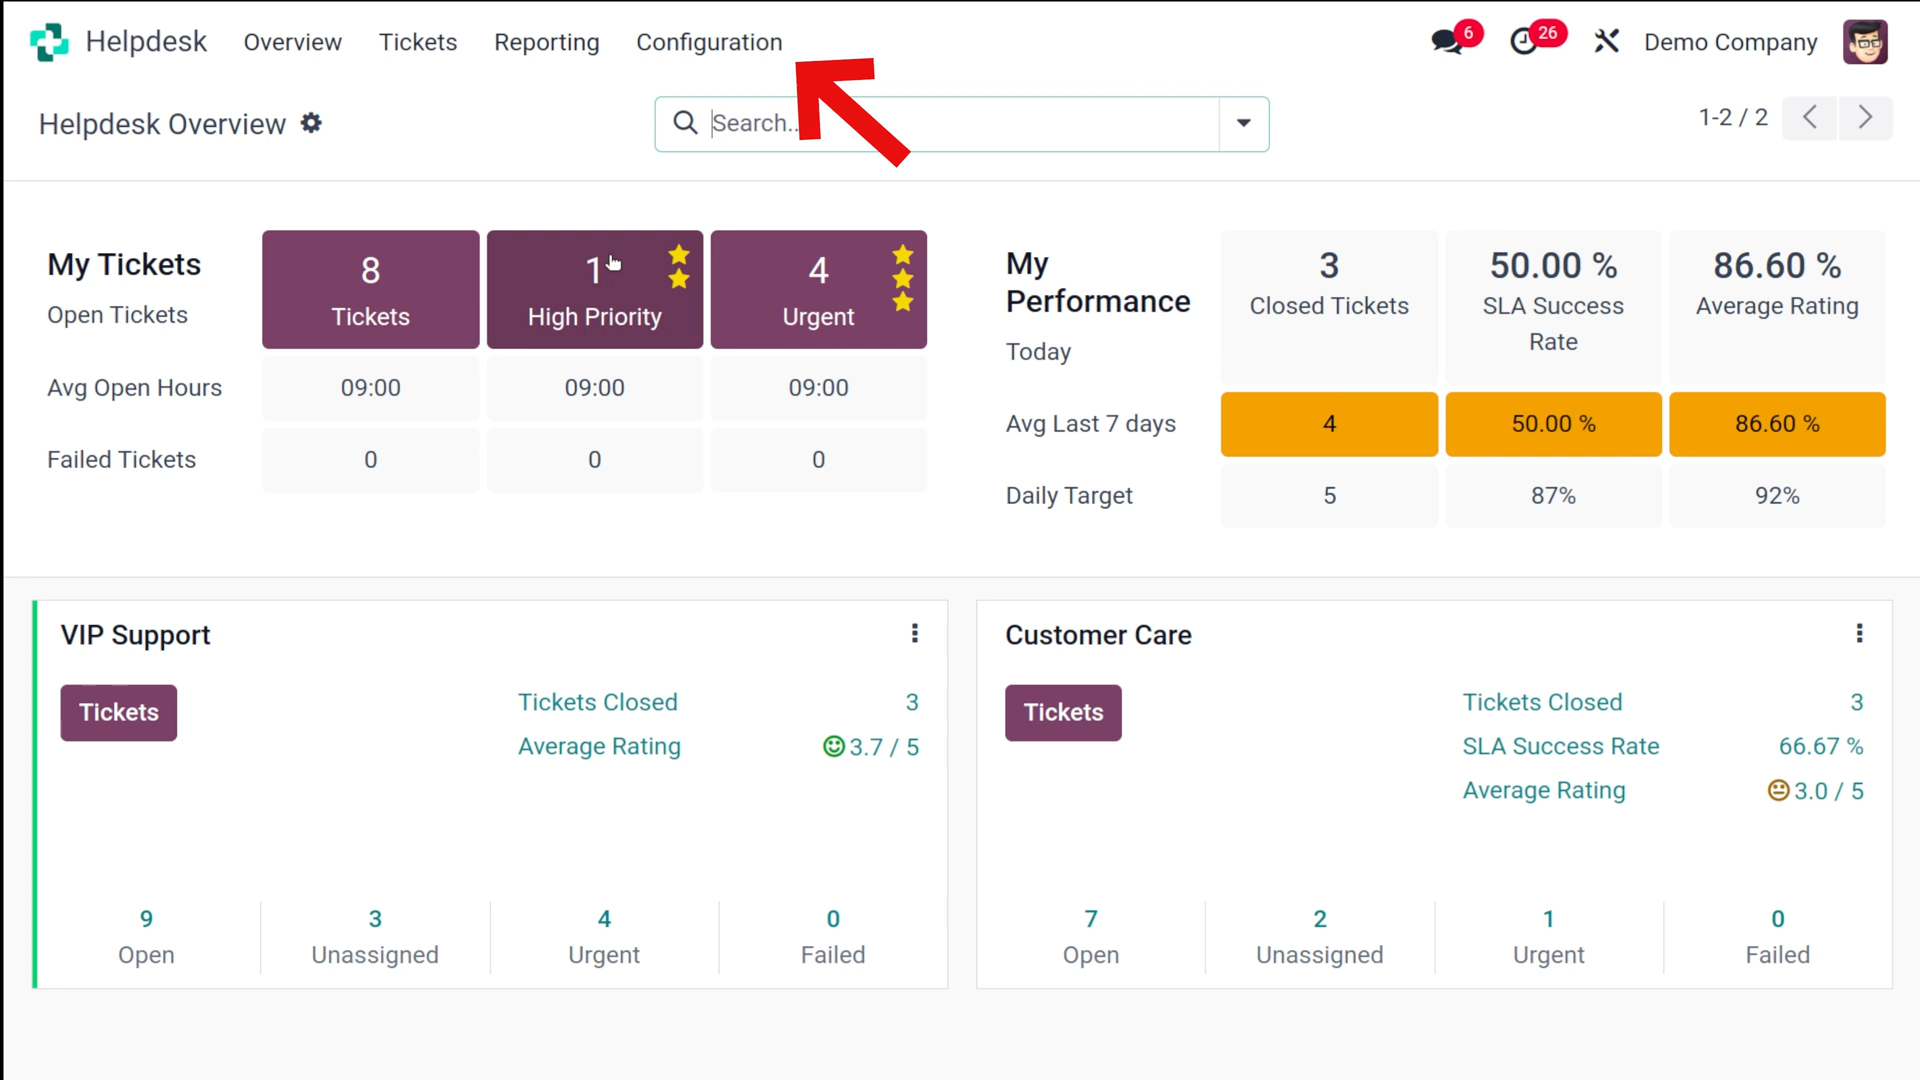 Helpdesk Overview Tickets Reporting Configuration 6 26 Demo Company
Helpdesk Overview Search.. 1-2 / 2
My Tickets
Open Tickets
8
Tickets
1
High Priority
4
Urgent
Avg Open Hours 09:00 09:00 09:00
Failed Tickets 0 0 0
My
Performance
Today
3
Closed Tickets
50.00 %
SLA Success
Rate
86.60 %
Average Rating
Avg Last 7 days 4 50.00 % 86.60 %
Daily Target 5 87% 92%
VIP Support
Tickets
Tickets Closed 3
Average Rating 3.7 / 5
9
Open
3
Unassigned
4
Urgent
0
Failed
Customer Care
Tickets
Tickets Closed 3
SLA Success Rate 66.67 %
Average Rating 3.0 / 5
7
Open
2
Unassigned
1
Urgent
0
Failed